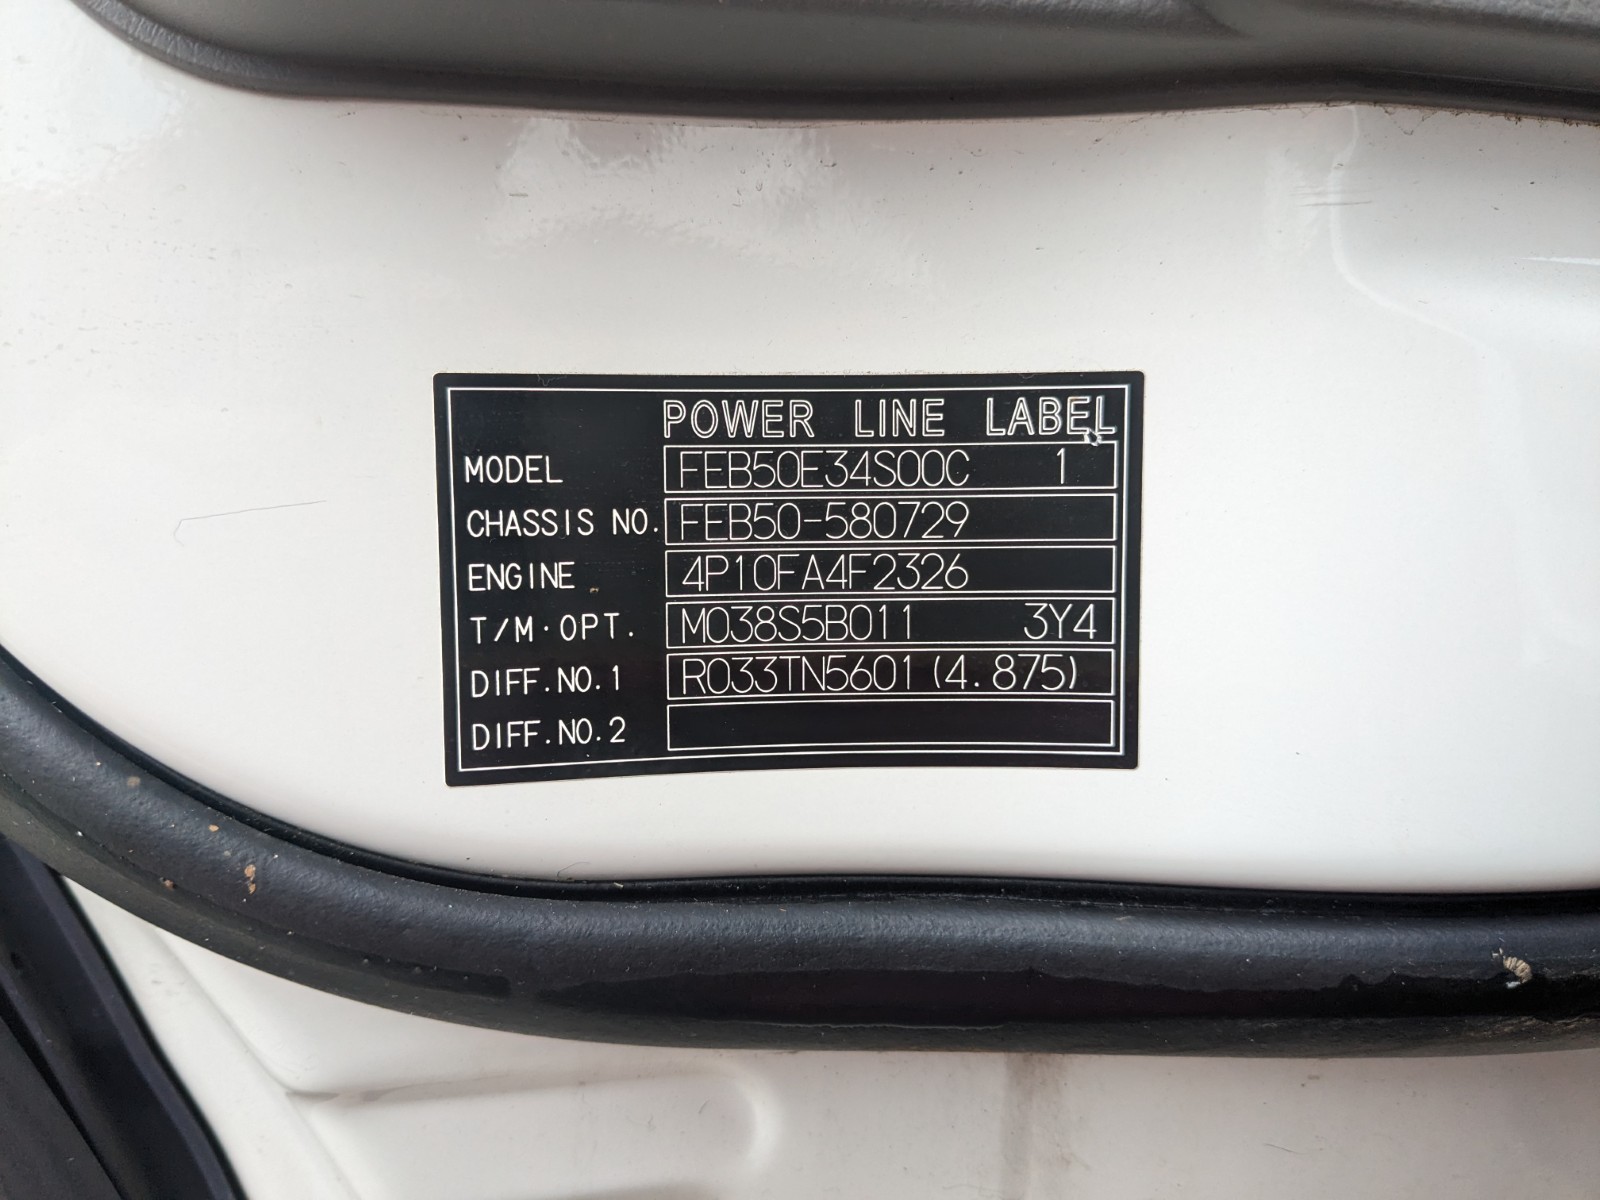 POWER LINE LABEL
MODEL FEB50E34S00C 1
CHASSIS NO. FEB50-580729
ENGINE 4P10FA4F2326
T/M·OPT. M038S5B011 3Y4
DIFF.NO.1 R033TN5601(4.875)
DIFF.NO.2